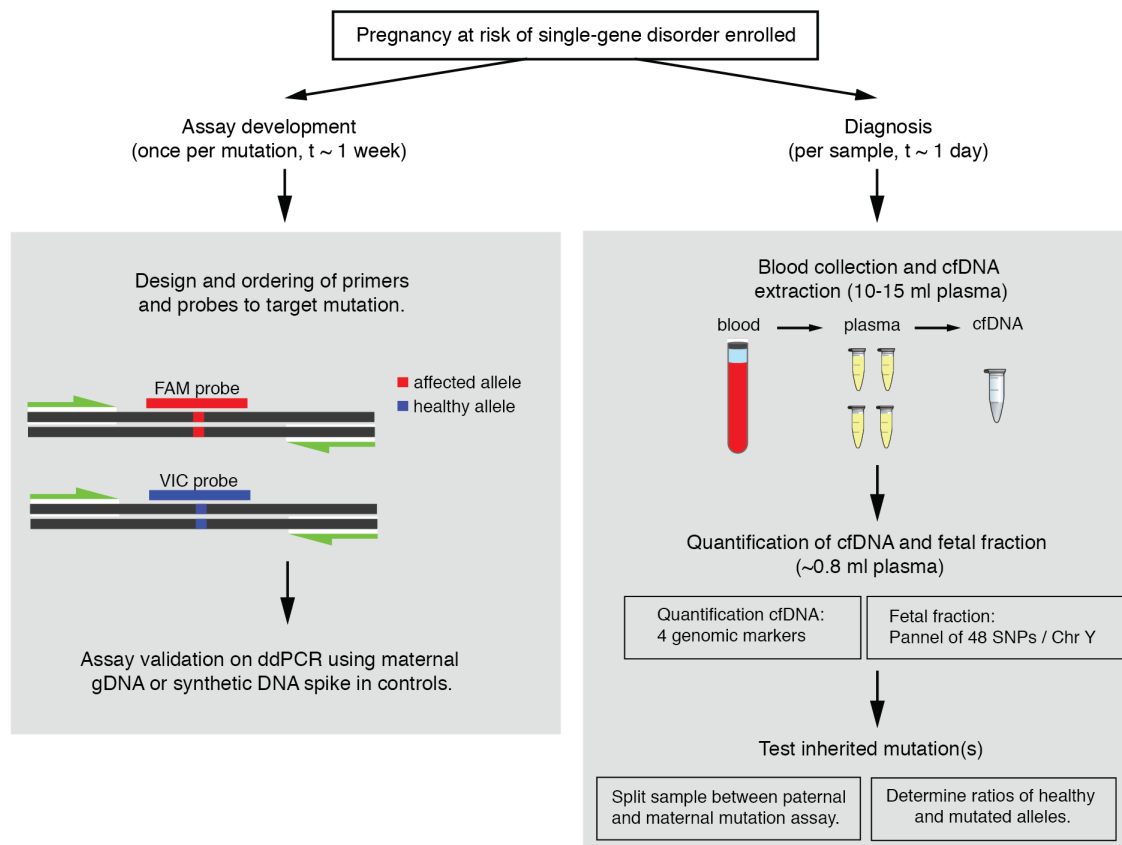 Pregnancy at risk of single-gene disorder enrolled
Assay development
(once per mutation, t ~ 1 week)
Design and ordering of primers
and probes to target mutation.
FAM probe
affected allele
healthy allele
VIC probe
Assay validation on ddPCR using maternal
gDNA or synthetic DNA spike in controls.
Diagnosis
(per sample, t ~ 1 day)
Blood collection and cfDNA
extraction (10-15 ml plasma)
blood
plasma
cfDNA
Quantification of cfDNA and fetal fraction
(~0.8 ml plasma)
Quantification cfDNA:
4 genomic markers
Fetal fraction:
Pannel of 48 SNPs / Chr Y
Test inherited mutation(s)
Split sample between paternal
and maternal mutation assay.
Determine ratios of healthy
and mutated alleles.